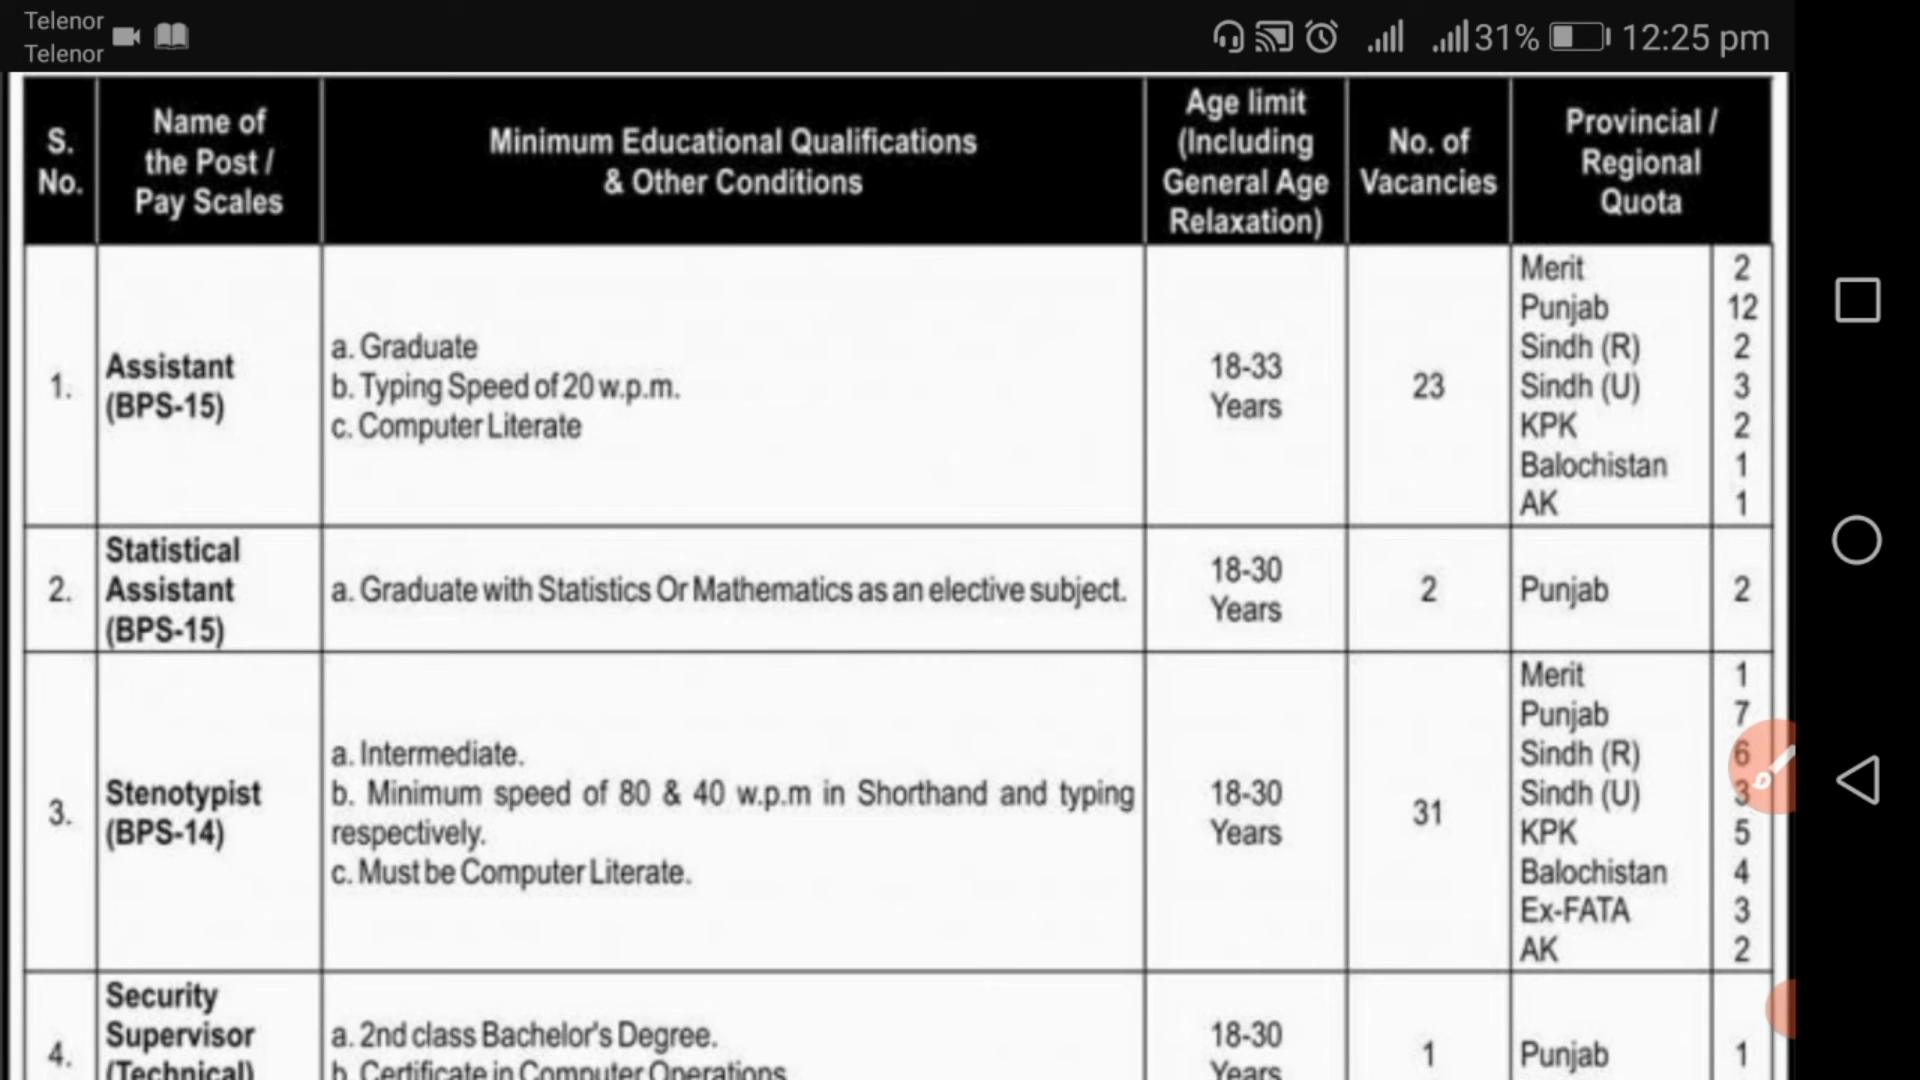 Telenor
Telenor
31% 12:25 pm
S. No.
Name of the Post / Pay Scales
Minimum Educational Qualifications & Other Conditions
Age limit (Including General Age Relaxation)
No. of Vacancies
Provincial / Regional Quota
1.
Assistant
(BPS-15)
a. Graduate
b. Typing Speed of 20 w.p.m.
c. Computer Literate
18-33
Years
23
Merit 2
Punjab 12
Sindh (R) 2
Sindh (U) 3
KPK 2
Balochistan 1
AK 1
2.
Statistical
Assistant
(BPS-15)
a. Graduate with Statistics Or Mathematics as an elective subject.
18-30
Years
2
Punjab 2
3.
Stenotypist
(BPS-14)
a. Intermediate.
b. Minimum speed of 80 & 40 w.p.m in Shorthand and typing
respectively.
c. Must be Computer Literate.
18-30
Years
31
Merit 1
Punjab 7
Sindh (R) 6
Sindh (U) 3
KPK 5
Balochistan 4
Ex-FATA 3
AK 2
4.
Security
Supervisor
(Technical)
a. 2nd class Bachelor's Degree.
b. Certificate in Computer Operations
18-30
Years
1
Punjab 1